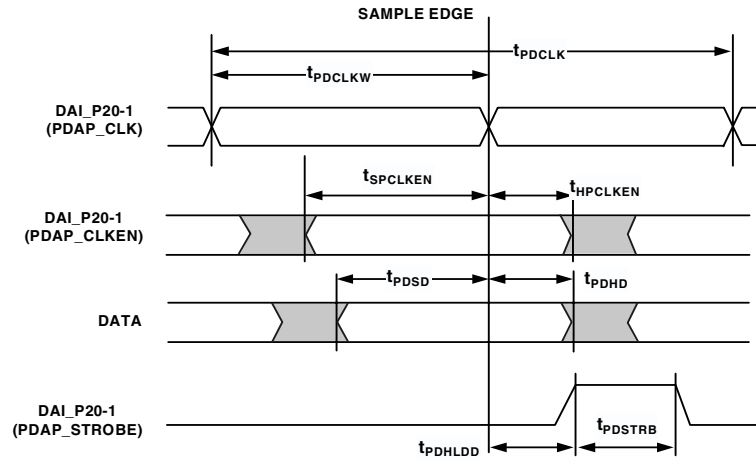 SAMPLE EDGE
tPDCLK
tPDCLKW
DAI_P20-1
(PDAP_CLK)
tSPCLKEN
tHPCLKEN
DAI_P20-1
(PDAP_CLKEN)
tPDSD
tPDHD
DATA
DAI_P20-1
(PDAP_STROBE)
tPDHLDD
tPDSTRB